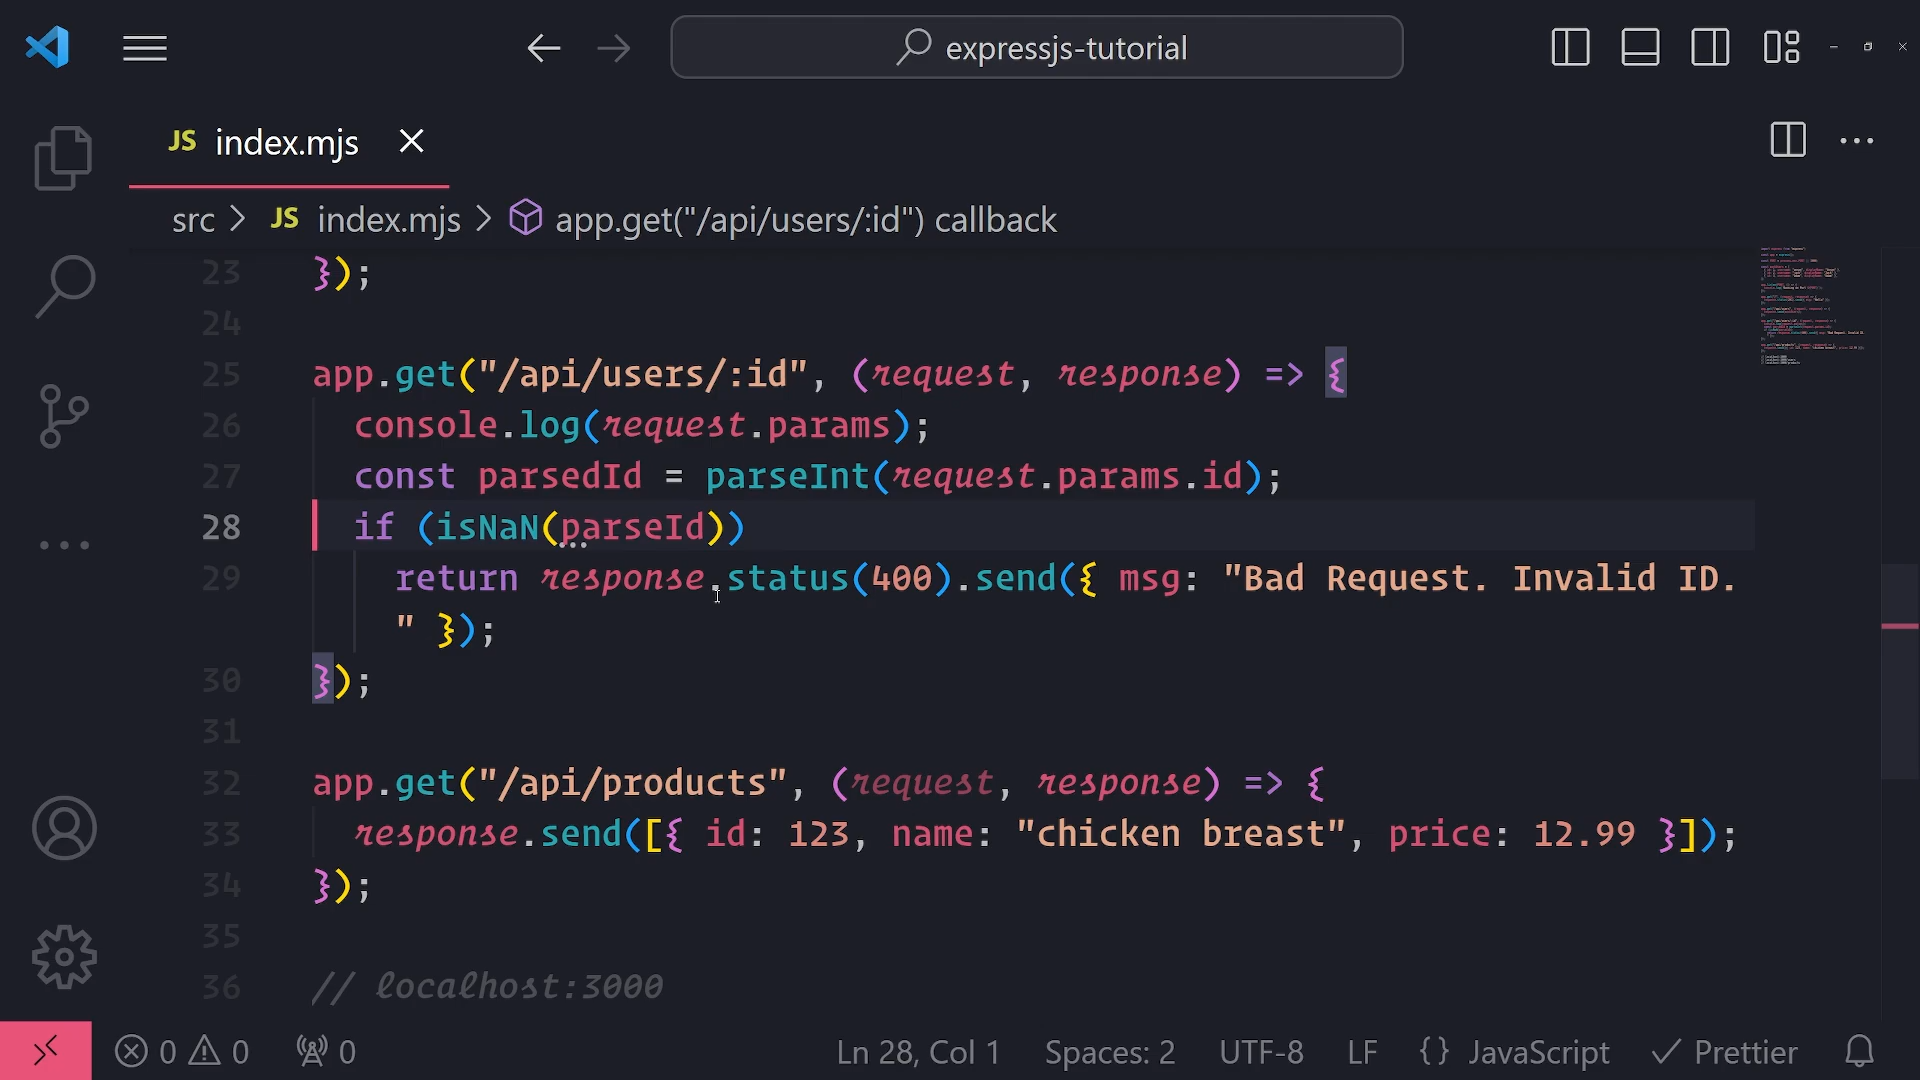 expressjs-tutorial
JS index.mjs
src > JS index.mjs > app.get("/api/users/:id") callback
23 });
24
25 app.get("/api/users/:id", (request, response) => {
26 console.log(request.params);
27 const parsedId = parseInt(request.params.id);
28 if (isNaN(parseId))
29 return response.status(400).send({ msg: "Bad Request. Invalid ID.
" });
30 });
31
32 app.get("/api/products", (request, response) => {
33 response.send([{ id: 123, name: "chicken breast", price: 12.99 }]);
34 });
35
36 // localhost:3000
0 0 0 Ln 28, Col 1 Spaces: 2 UTF-8 LF {} JavaScript Prettier